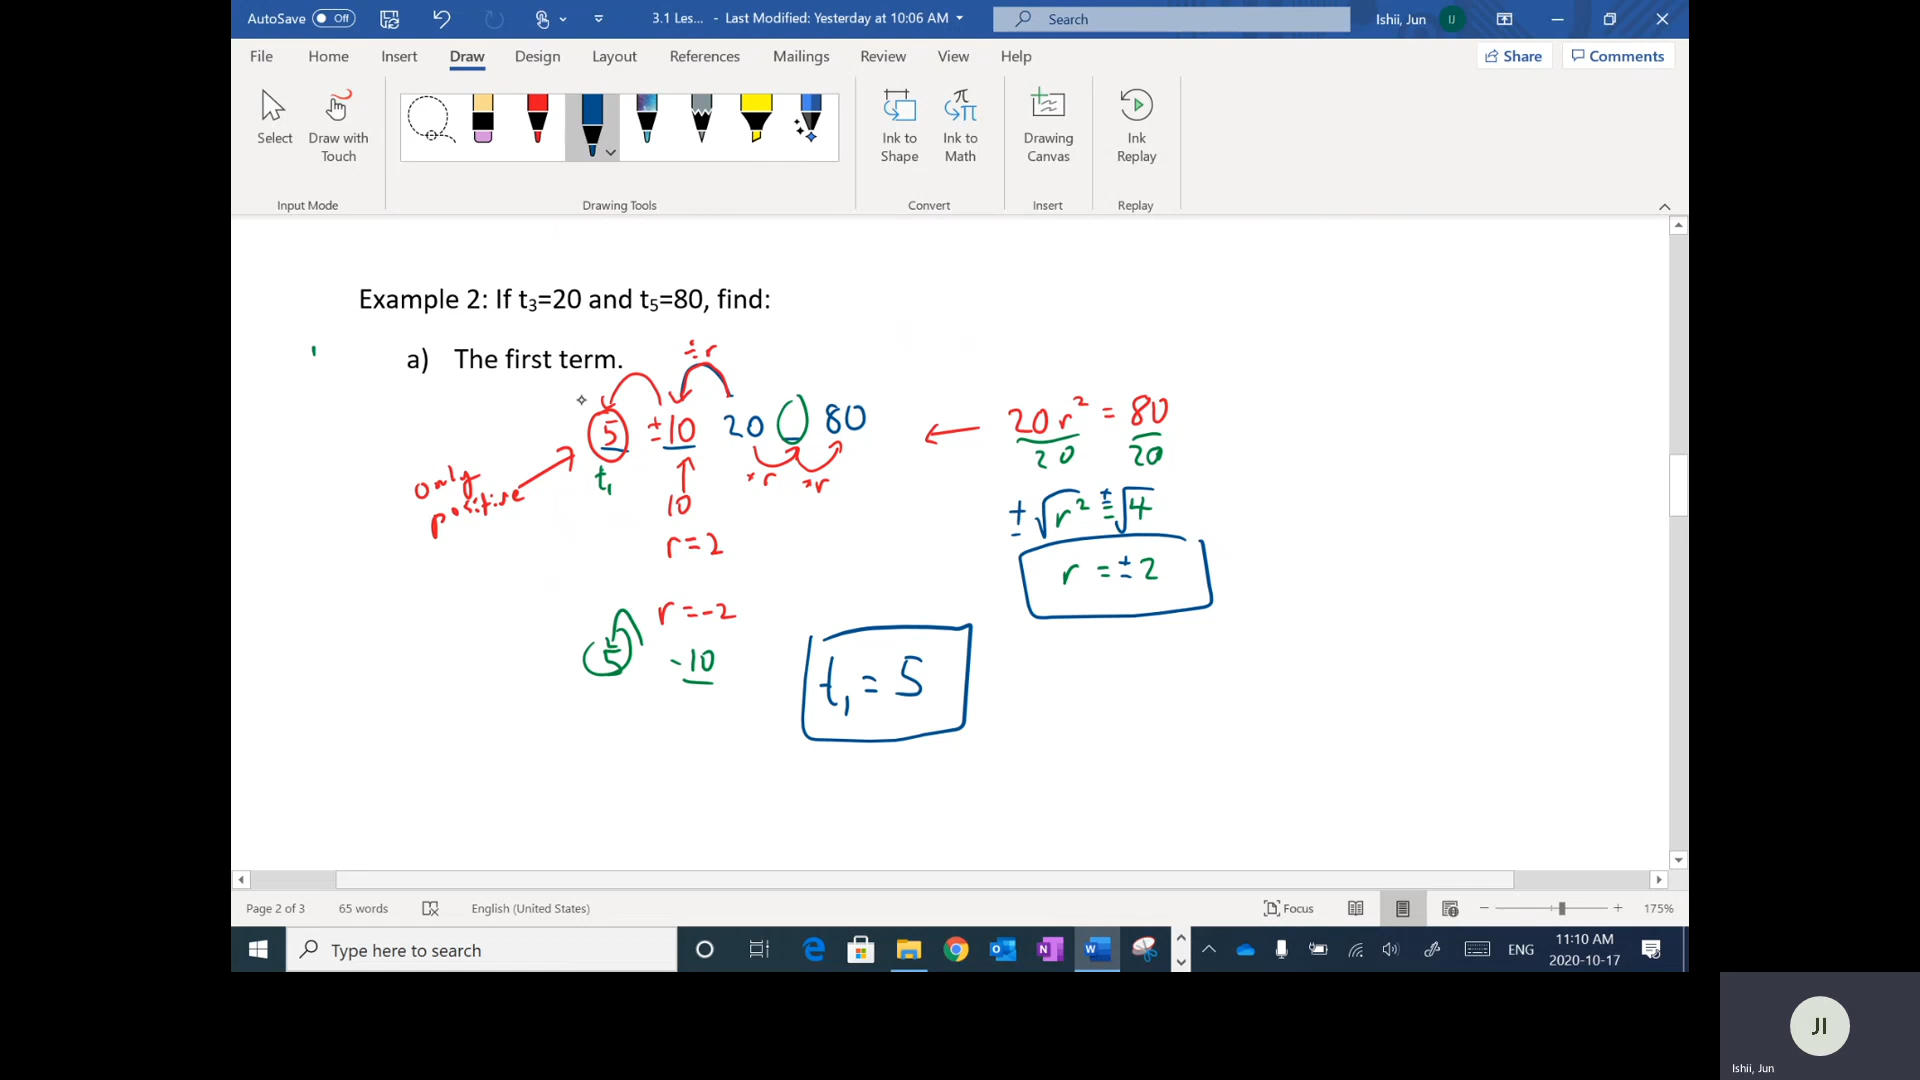 AutoSave Off 3.1 Les... - Last Modified: Yesterday at 10:06 AM Search Ishii, Jun IJ
File Home Insert Draw Design Layout References Mailings Review View Help Share Comments
Select Draw with Touch Ink to Shape Ink to Math Drawing Canvas Ink Replay
Input Mode Drawing Tools Convert Insert Replay
Example 2: If t₃=20 and t₅=80, find:
a) The first term.
÷r
5 ±10 20 80
×r ×r
t₁
only positive
10
r=2
r=-2
5 -10
20r² = 80
20 20
±√r² = ±√4
r = ±2
t₁ = 5
Page 2 of 3 65 words English (United States) Focus 175%
Type here to search ENG 11:10 AM
2020-10-17
JI
Ishii, Jun